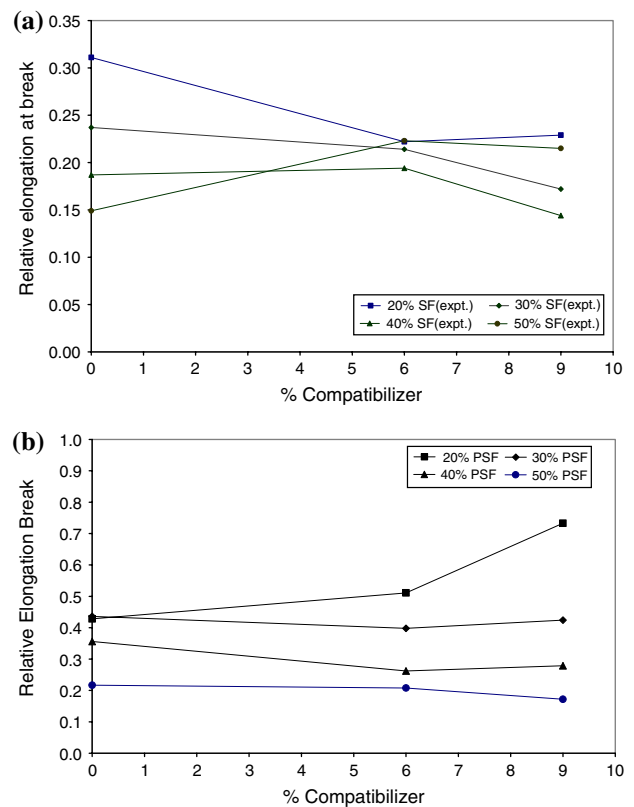 (a)
0.35
0.30
0.25
0.20
0.15
0.10
0.05
0.00
Relative elongation at break
20% SF(expt.) 30% SF(expt.)
40% SF(expt.) 50% SF(expt.)
0 1 2 3 4 5 6 7 8 9 10
% Compatibilizer
(b)
1.0
0.9
0.8
0.7
0.6
0.5
0.4
0.3
0.2
0.1
0.0
Relative Elongation Break
20% PSF 30% PSF
40% PSF 50% PSF
0 1 2 3 4 5 6 7 8 9 10
% Compatibilizer